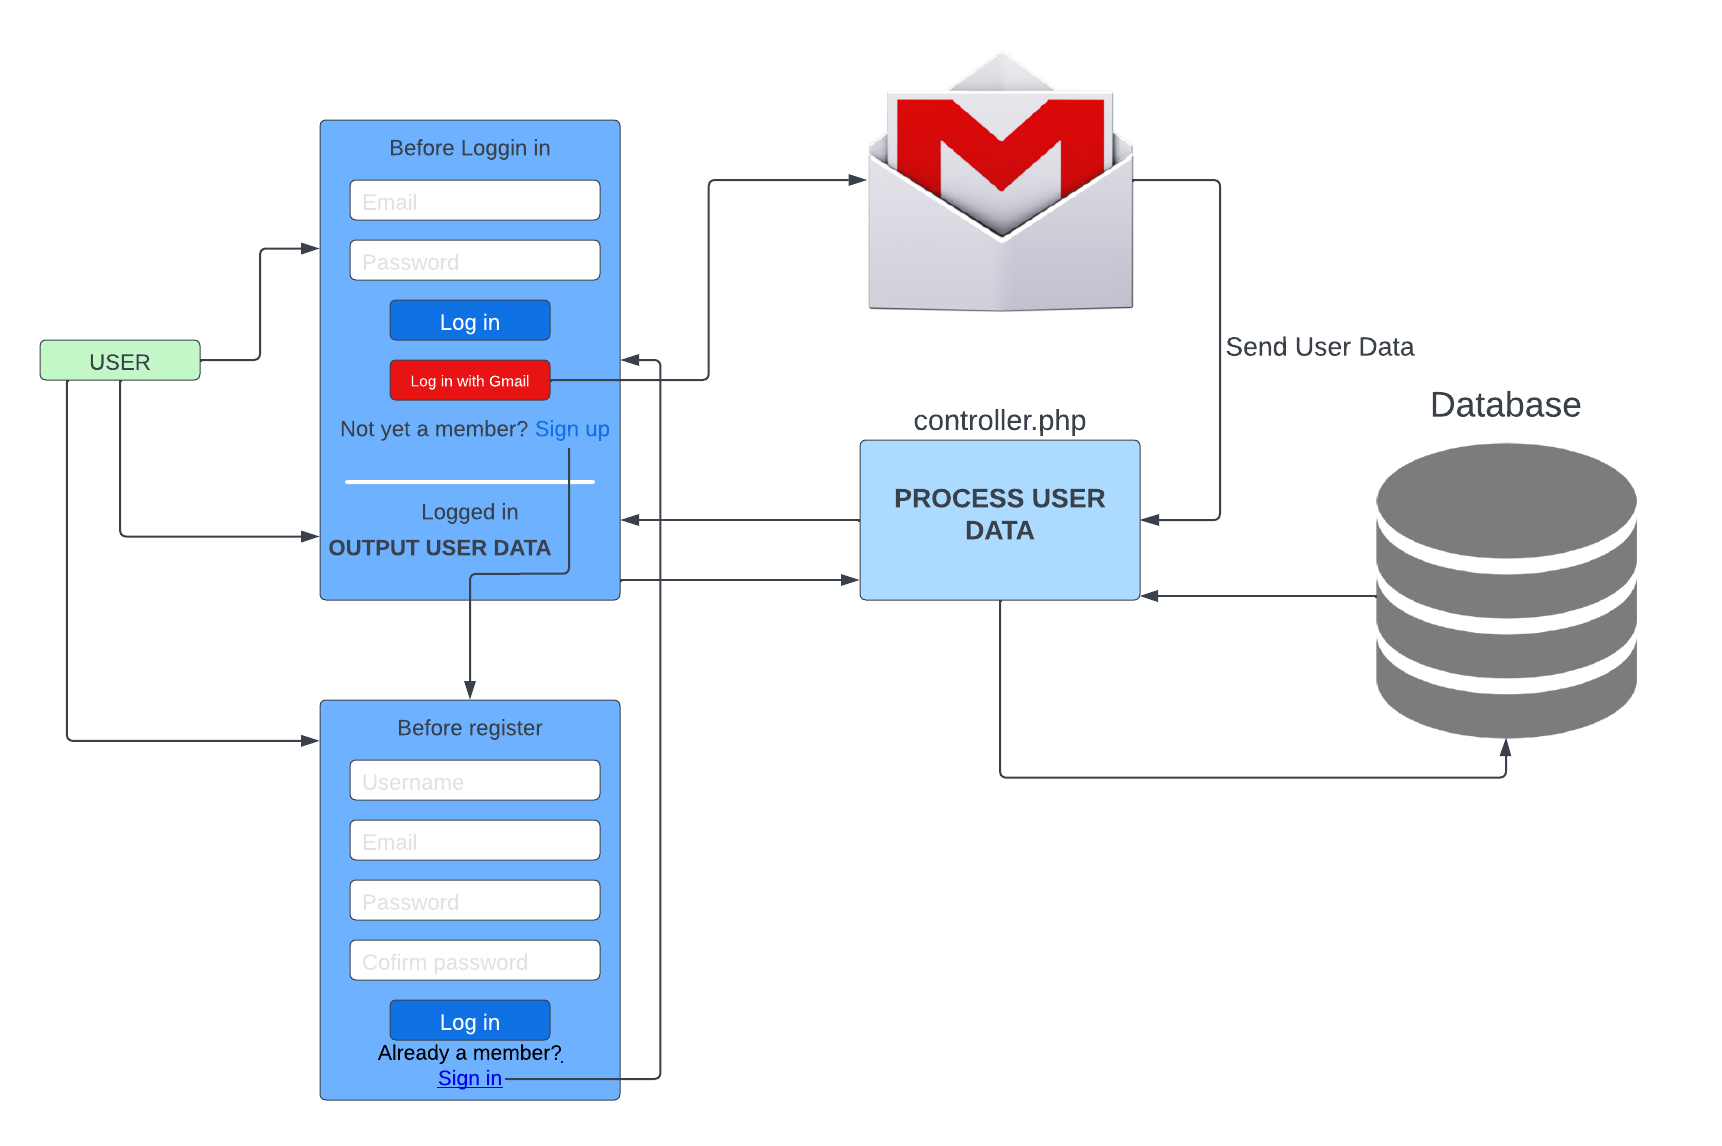 Before Loggin in
Email
Password
Log in
Log in with Gmail
Not yet a member? Sign up
Logged in
OUTPUT USER DATA
USER
Send User Data
controller.php
PROCESS USER
DATA
Database
Before register
Username
Email
Password
Cofirm password
Log in
Already a member?
Sign in